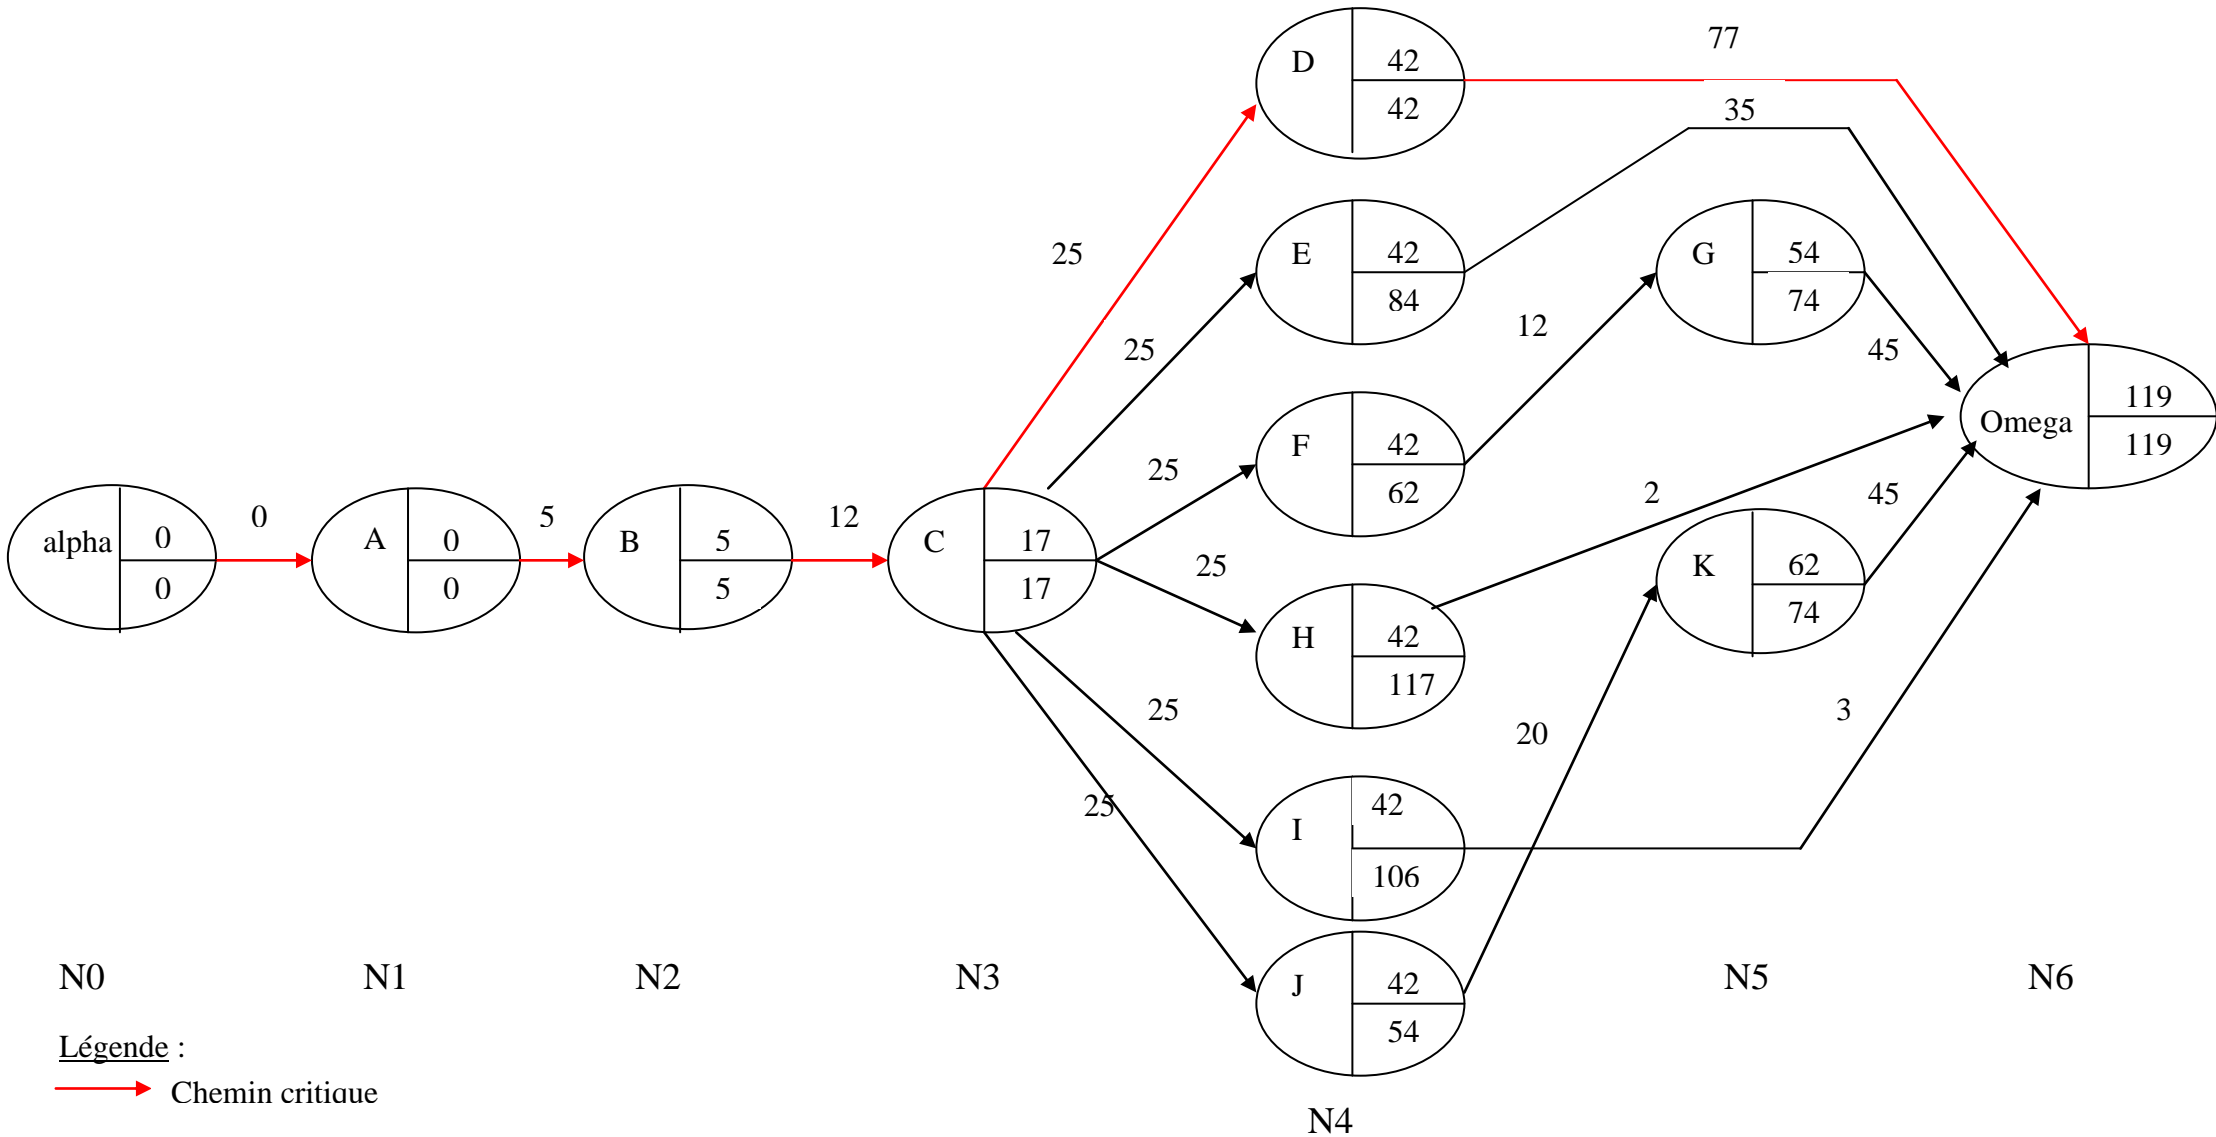 77
D 42
42
35
25
E 42
84
G 54
74
12
25
45
119
Omega
119
F 42
62
25
2
45
0
5
12
alpha 0
0
A 0
0
B 5
5
C 17
17
25
K 62
74
H 42
117
25
3
20
25
I 42
106
N0 N1 N2 N3 J 42 N5 N6
54
Légende :
Chemin critique
N4